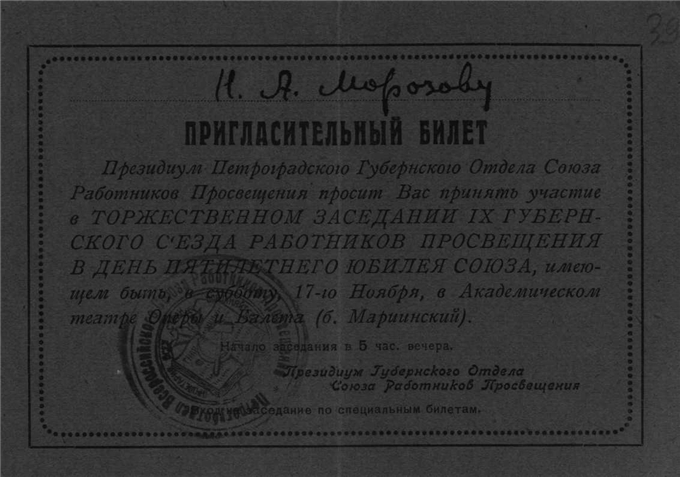 39
Н. А. Морозову
ПРИГЛАСИТЕЛЬНЫЙ БИЛЕТ
Президиум Петроградского Губернского Отдела Союза
Работников Просвещения просит Вас принять участие
в ТОРЖЕСТВЕННОМ ЗАСЕДАНИИ IX ГУБЕРН-
СКОГО С'ЕЗДА РАБОТНИКОВ ПРОСВЕЩЕНИЯ
В ДЕНЬ ПЯТИЛЕТНЕГО ЮБИЛЕЯ СОЮЗА, имею-
щем быть, в субботу, 17-го Ноября, в Академическом
театре Оперы и Балета (б. Мариинский).
Начало заседания в 5 час. вечера.
Президиум Губернского Отдела
Союза Работников Просвещения
заседание по специальным билетам.